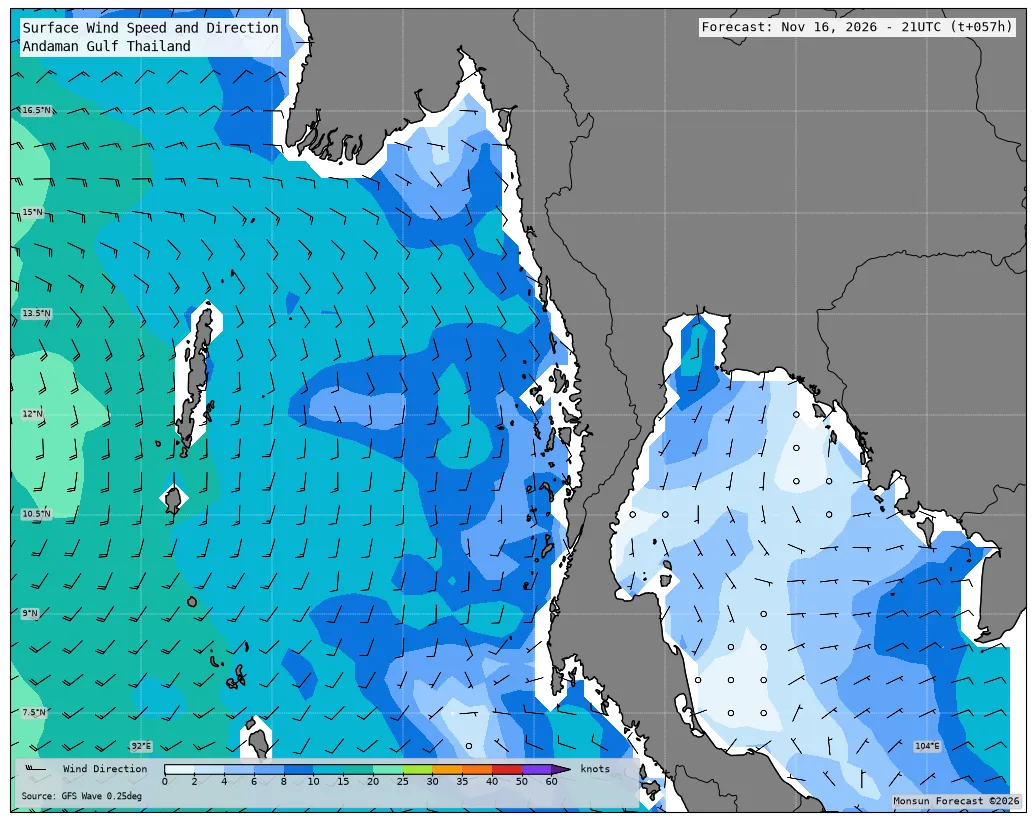 Surface Wind Speed and Direction
Andaman Gulf Thailand
Forecast: Nov 16, 2026 - 21UTC (t+057h)
16.5°N
15°N
13.5°N
12°N
10.5°N
9°N
7.5°N
92°E
104°E
Wind Direction
0 2 4 6 8 10 15 20 25 30 35 40 50 60 knots
Source: GFS Wave 0.25deg
Monsun Forecast ©2026